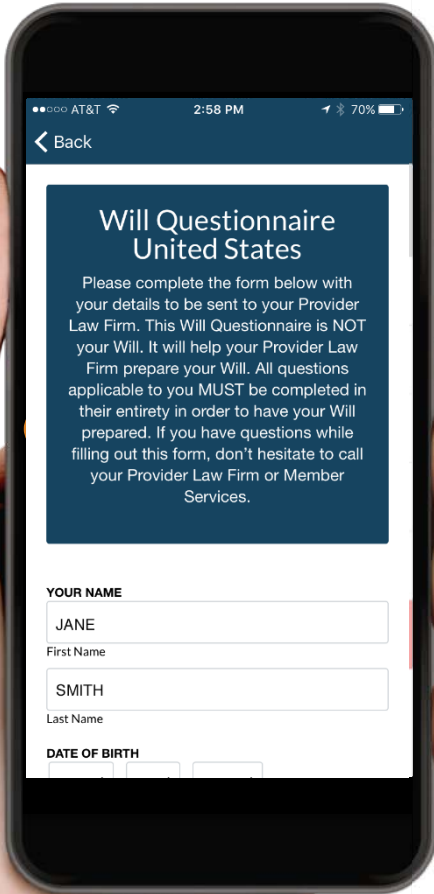 AT&T 2:58 PM 70%
Back
Will Questionnaire
United States
Please complete the form below with
your details to be sent to your Provider
Law Firm. This Will Questionnaire is NOT
your Will. It will help your Provider Law
Firm prepare your Will. All questions
applicable to you MUST be completed in
their entirety in order to have your Will
prepared. If you have questions while
filling out this form, don’t hesitate to call
your Provider Law Firm or Member
Services.
YOUR NAME
JANE
First Name
SMITH
Last Name
DATE OF BIRTH